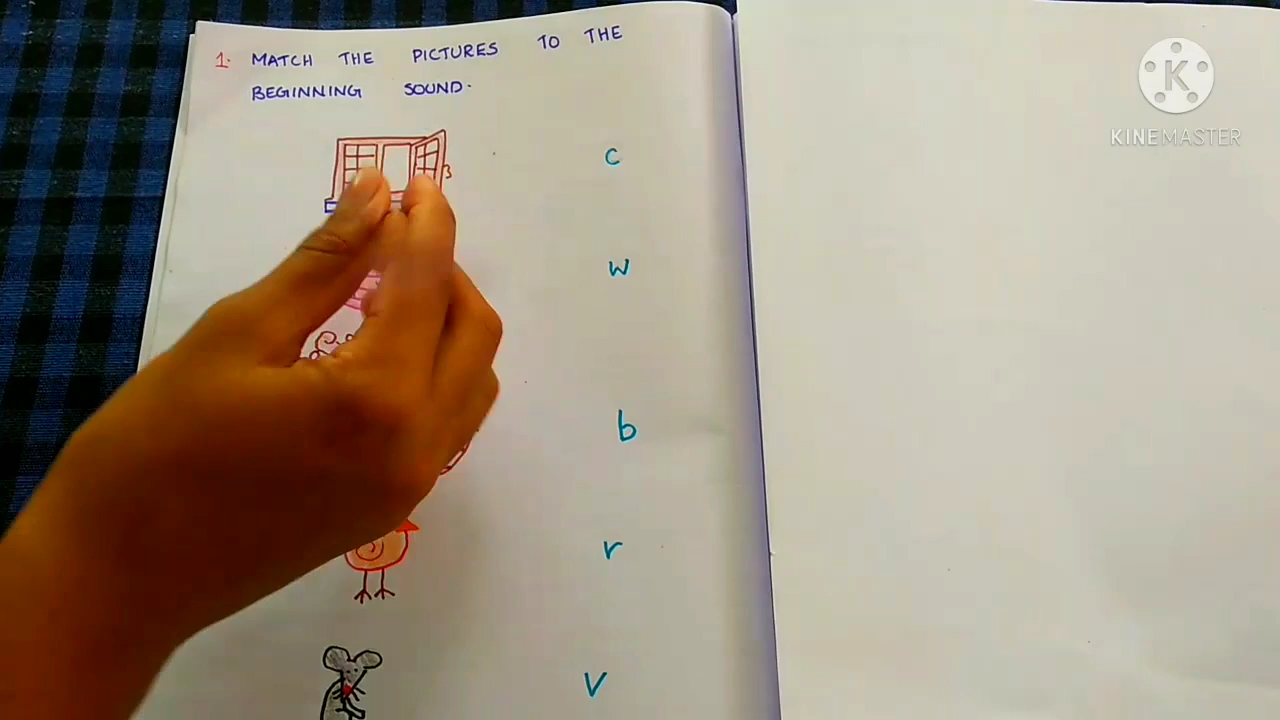 1. MATCH THE PICTURES TO THE
BEGINNING SOUND.
c
w
b
r
v
K
KINEMASTER